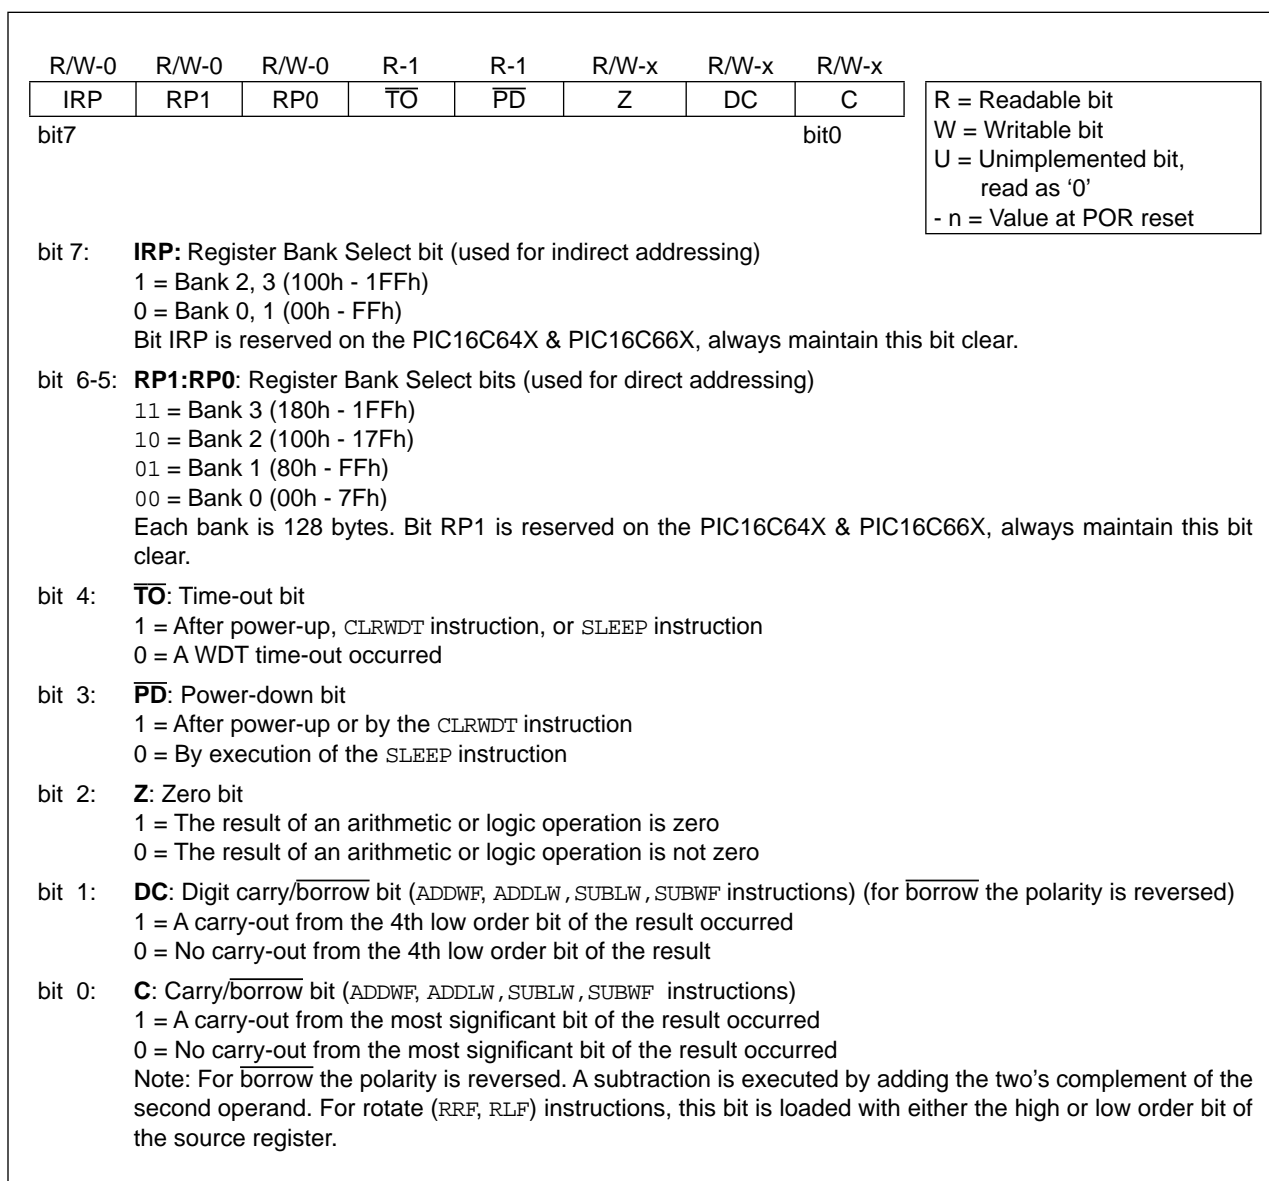 R/W-0 R/W-0 R/W-0 R-1 R-1 R/W-x R/W-x R/W-x
IRP RP1 RP0 T̅O̅ P̅D̅ Z DC C
bit7 bit0
R = Readable bit
W = Writable bit
U = Unimplemented bit,
read as ‘0’
- n = Value at POR reset
bit 7: IRP: Register Bank Select bit (used for indirect addressing)
1 = Bank 2, 3 (100h - 1FFh)
0 = Bank 0, 1 (00h - FFh)
Bit IRP is reserved on the PIC16C64X & PIC16C66X, always maintain this bit clear.
bit 6-5: RP1:RP0: Register Bank Select bits (used for direct addressing)
11 = Bank 3 (180h - 1FFh)
10 = Bank 2 (100h - 17Fh)
01 = Bank 1 (80h - FFh)
00 = Bank 0 (00h - 7Fh)
Each bank is 128 bytes. Bit RP1 is reserved on the PIC16C64X & PIC16C66X, always maintain this bit
clear.
bit 4: T̅O̅: Time-out bit
1 = After power-up, CLRWDT instruction, or SLEEP instruction
0 = A WDT time-out occurred
bit 3: P̅D̅: Power-down bit
1 = After power-up or by the CLRWDT instruction
0 = By execution of the SLEEP instruction
bit 2: Z: Zero bit
1 = The result of an arithmetic or logic operation is zero
0 = The result of an arithmetic or logic operation is not zero
bit 1: DC: Digit carry/b̅o̅r̅r̅o̅w̅ bit (ADDWF, ADDLW,SUBLW,SUBWF instructions) (for b̅o̅r̅r̅o̅w̅ the polarity is reversed)
1 = A carry-out from the 4th low order bit of the result occurred
0 = No carry-out from the 4th low order bit of the result
bit 0: C: Carry/b̅o̅r̅r̅o̅w̅ bit (ADDWF, ADDLW,SUBLW,SUBWF instructions)
1 = A carry-out from the most significant bit of the result occurred
0 = No carry-out from the most significant bit of the result occurred
Note: For b̅o̅r̅r̅o̅w̅ the polarity is reversed. A subtraction is executed by adding the two’s complement of the
second operand. For rotate (RRF, RLF) instructions, this bit is loaded with either the high or low order bit of
the source register.